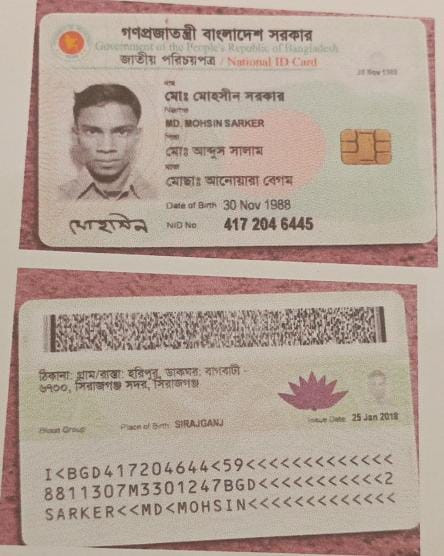 গণপ্রজাতন্ত্রী বাংলাদেশ সরকার
Government of the People's Republic of Bangladesh
জাতীয় পরিচয়পত্র / National ID Card
30 Nov 1988
নাম
মোঃ মোহসীন সরকার
Name
MD. MOHSIN SARKER
পিতা
মোঃ আব্দুস সালাম
মাতা
মোছাঃ আনোয়ারা বেগম
Date of Birth 30 Nov 1988
মোহসিন
NID No 417 204 6445
ঠিকানা: গ্রাম/রাস্তা: হরিপুর, ডাকঘর: বাগবাটী -
৬৭০০, সিরাজগঞ্জ সদর, সিরাজগঞ্জ
Blood Group Place of Birth: SIRAJGANJ Issue Date: 25 Jan 2018
I<BGD417204644<59<<<<<<<<<<<<<
8811307M3301247BGD<<<<<<<<<<<2
SARKER<<MD<MOHSIN<<<<<<<<<<<<<